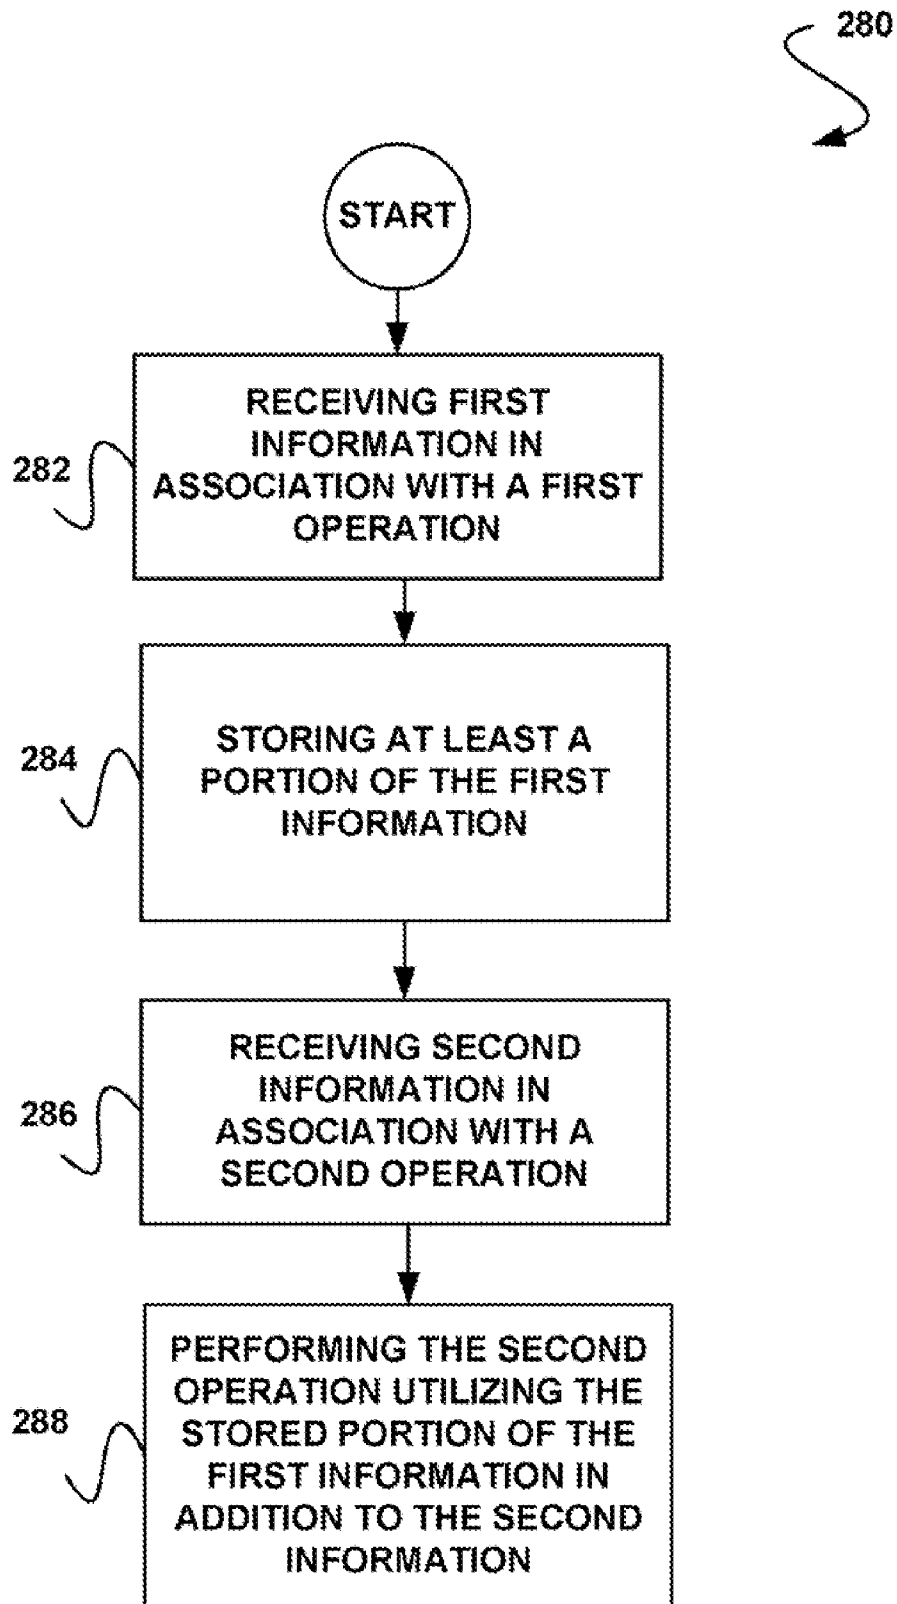 280
START
RECEIVING FIRST
INFORMATION IN
ASSOCIATION WITH A FIRST
OPERATION
282
STORING AT LEAST A
PORTION OF THE FIRST
INFORMATION
284
RECEIVING SECOND
INFORMATION IN
ASSOCIATION WITH A
SECOND OPERATION
286
PERFORMING THE SECOND
OPERATION UTILIZING THE
STORED PORTION OF THE
FIRST INFORMATION IN
ADDITION TO THE SECOND
INFORMATION
288